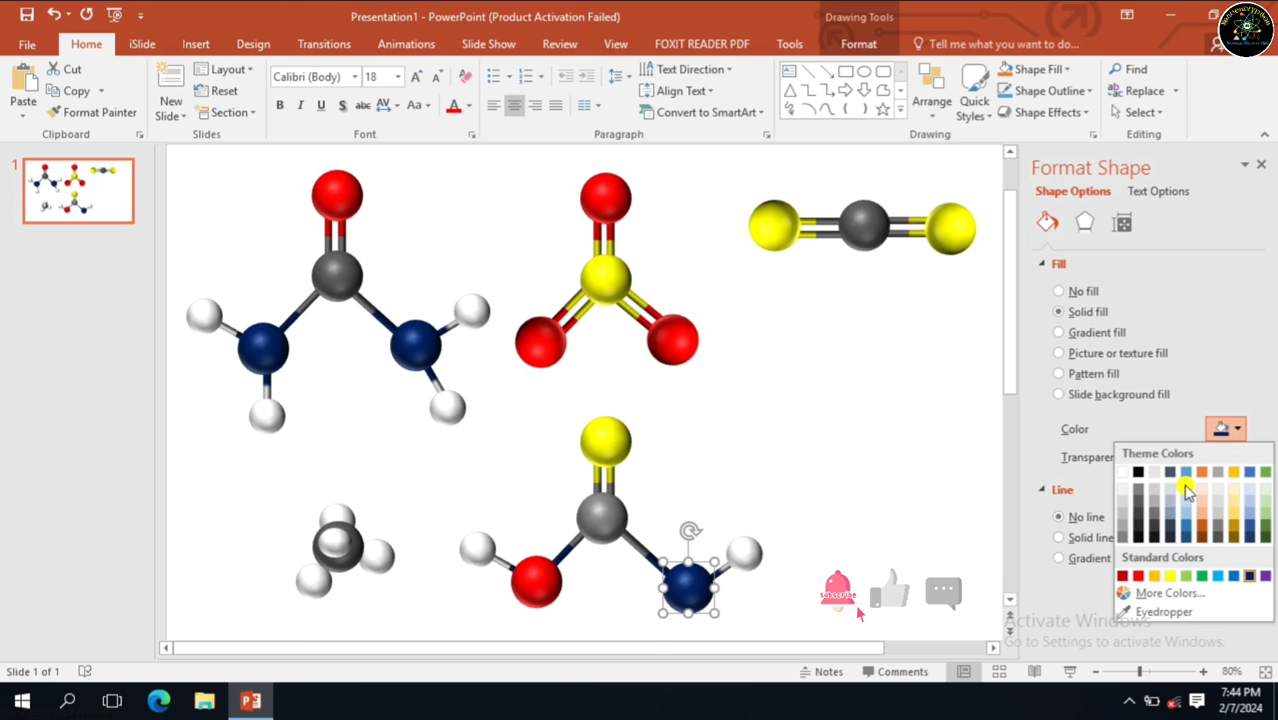 Presentation1 - PowerPoint (Product Activation Failed)
Drawing Tools
File
Home
iSlide
Insert
Design
Transitions
Animations
Slide Show
Review
View
FOXIT READER PDF
Tools
Format
Tell me what you want to do...
Paste
Cut
Copy
Format Painter
Clipboard
New Slide
Layout
Reset
Section
Slides
Calibri (Body)
18
B I U S abc AV Aa A
Font
Text Direction
Align Text
Convert to SmartArt
Paragraph
Arrange
Quick Styles
Shape Fill
Shape Outline
Shape Effects
Drawing
Find
Replace
Select
Editing
1
Format Shape
Shape Options
Text Options
Fill
No fill
Solid fill
Gradient fill
Picture or texture fill
Pattern fill
Slide background fill
Color
Transparen
Line
No line
Solid line
Gradient
Theme Colors
Standard Colors
More Colors...
Eyedropper
subscribe
Activate Windows
Go to Settings to activate Windows.
Slide 1 of 1
Notes
Comments
80%
7:44 PM
2/7/2024